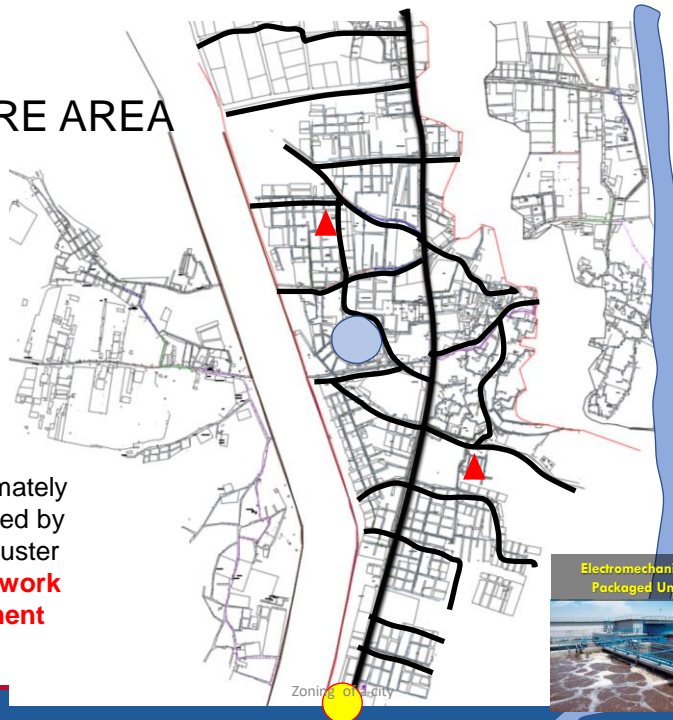 RE AREA
mately
ed by
uster
work
nent
Electromechani
Packaged Un
Zoning of a city